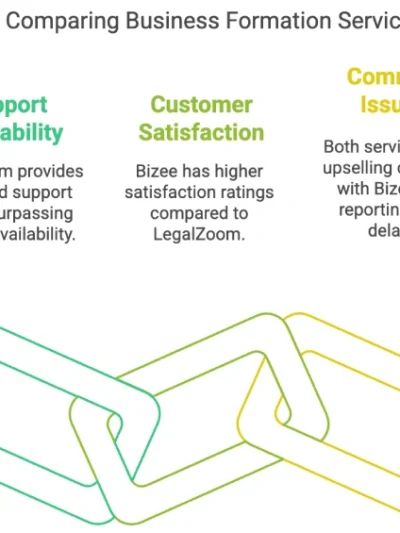 Comparing Business Formation Servic
pport
ability
m provides
d support
urpassing
vailability.
Customer
Satisfaction
Bizee has higher
satisfaction ratings
compared to
LegalZoom.
Comm
Issu
Both servi
upselling c
with Biz
reportin
dela